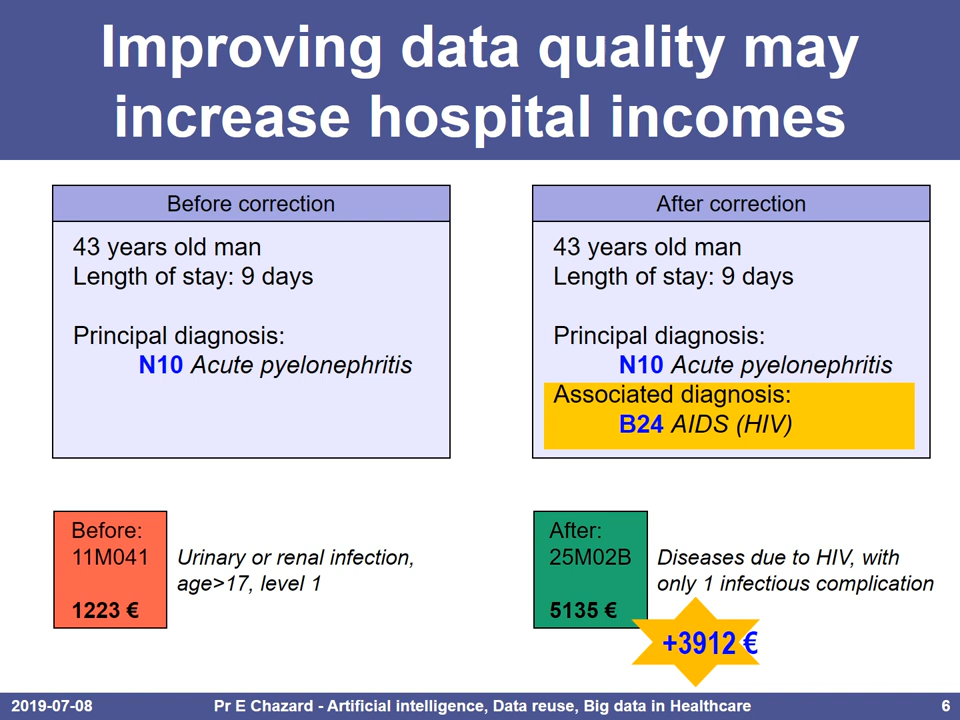 Improving data quality may
increase hospital incomes
Before correction
43 years old man
Length of stay: 9 days
Principal diagnosis:
N10 Acute pyelonephritis
After correction
43 years old man
Length of stay: 9 days
Principal diagnosis:
N10 Acute pyelonephritis
Associated diagnosis:
B24 AIDS (HIV)
Before:
11M041
1223 €
Urinary or renal infection,
age>17, level 1
After:
25M02B
5135 €
Diseases due to HIV, with
only 1 infectious complication
+3912 €
2019-07-08
Pr E Chazard - Artificial intelligence, Data reuse, Big data in Healthcare
6